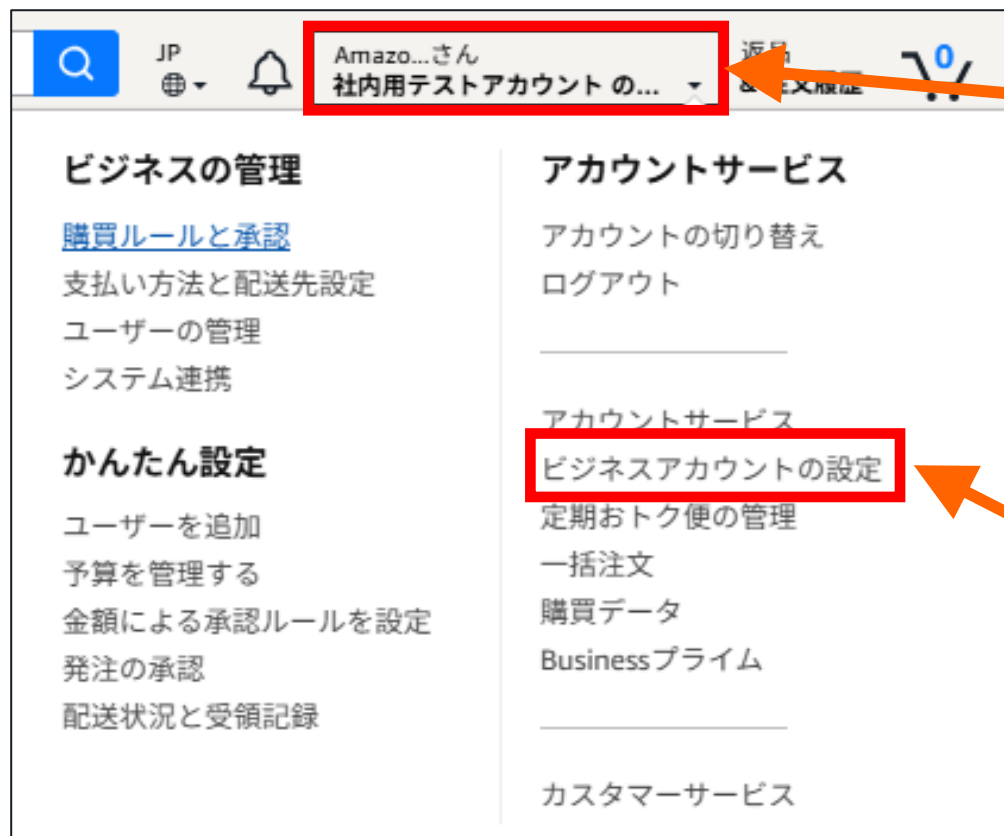 JP
Amazo...さん
社内用テストアカウント の...
返品
文履歴
0
ビジネスの管理
購買ルールと承認
支払い方法と配送先設定
ユーザーの管理
システム連携
かんたん設定
ユーザーを追加
予算を管理する
金額による承認ルールを設定
発注の承認
配送状況と受領記録
アカウントサービス
アカウントの切り替え
ログアウト
アカウントサービス
ビジネスアカウントの設定
定期おトク便の管理
一括注文
購買データ
Businessプライム
カスタマーサービス